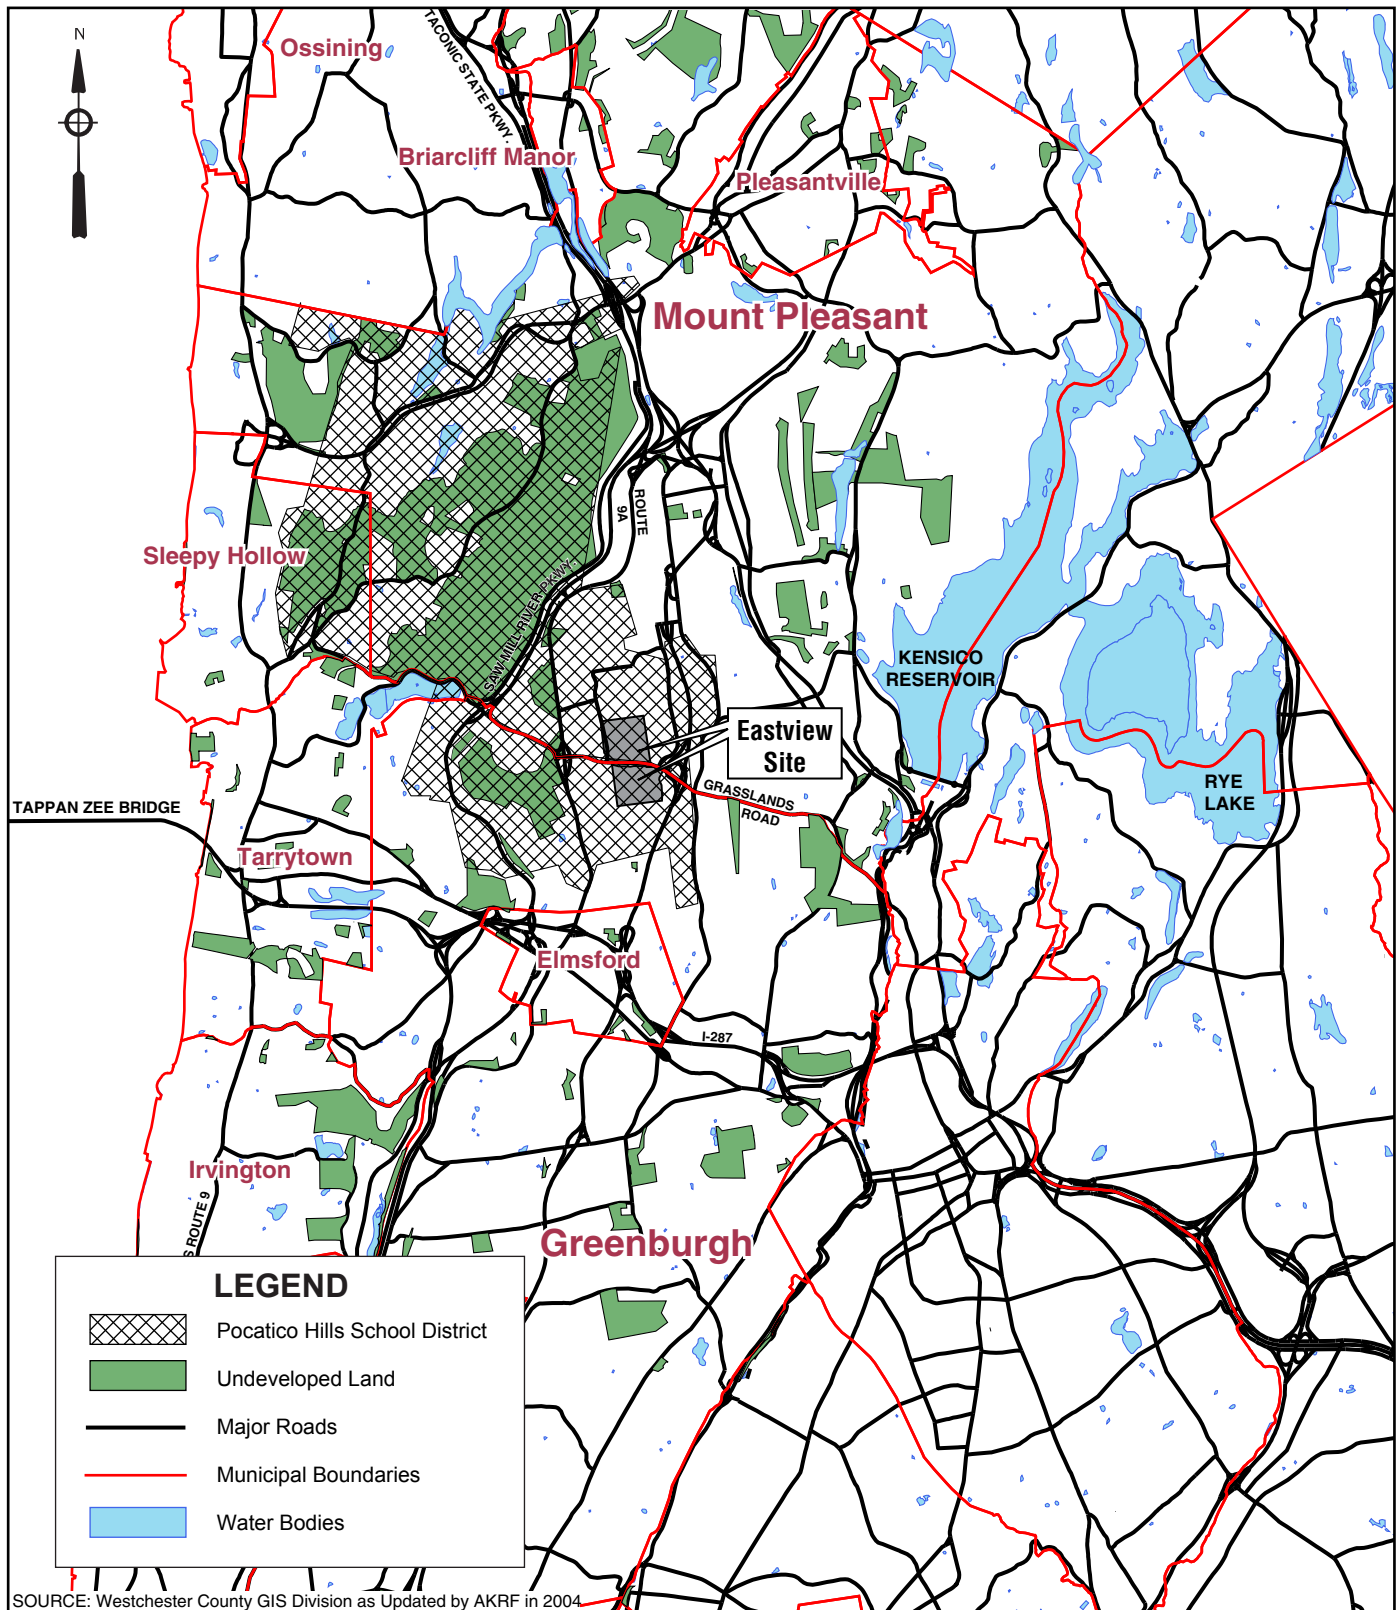 N
Ossining
TACONIC STATE PKWY.
Briarcliff Manor
Pleasantville
Mount Pleasant
ROUTE
9A
Sleepy Hollow
SAW MILL RIVER PKWY.
KENSICO
RESERVOIR
Eastview
Site
GRASSLANDS
ROAD
RYE
LAKE
TAPPAN ZEE BRIDGE
Tarrytown
Elmsford
I-287
Irvington
S ROUTE 9
Greenburgh
LEGEND
Pocatico Hills School District
Undeveloped Land
Major Roads
Municipal Boundaries
Water Bodies
SOURCE: Westchester County GIS Division as Updated by AKRF in 2004